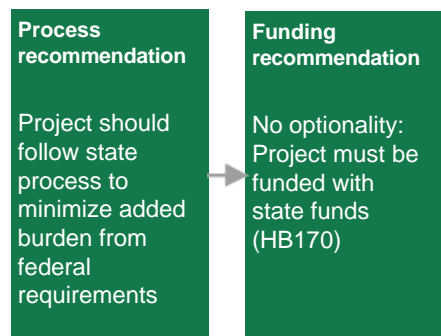 Process
recommendation
Project should
follow state
process to
minimize added
burden from
federal
requirements
Funding
recommendation
No optionality:
Project must be
funded with
state funds
(HB170)